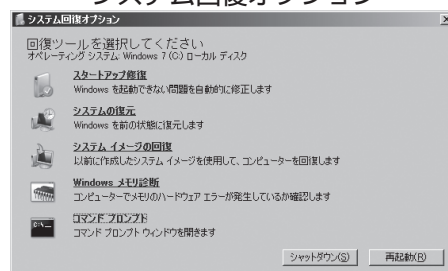 システム回復オプション
システム回復オプション
回復ツールを選択してください
オペレーティング システム: Windows 7 (C:) ローカル ディスク
スタートアップ修復
Windows を起動できない問題を自動的に修正します
システムの復元
Windows を前の状態に復元します
システム イメージの回復
以前に作成したシステム イメージを使用して、コンピューターを回復します
Windows メモリ診断
コンピューターでメモリのハードウェア エラーが発生しているか確認します
コマンド プロンプト
コマンド プロンプト ウィンドウを開きます
シャットダウン(S) 再起動(R)